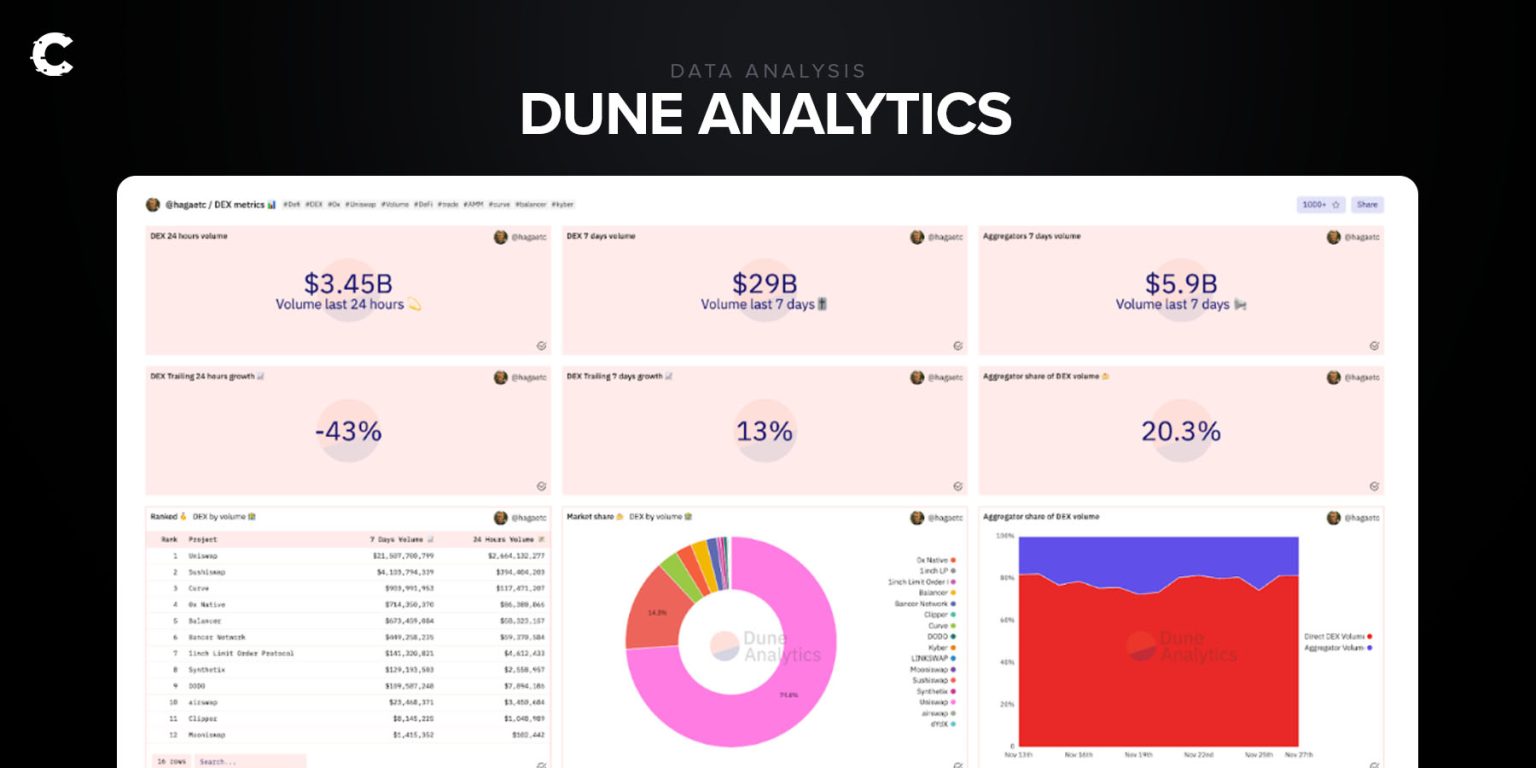 C
DATA ANALYSIS
DUNE ANALYTICS
@hagaetc / DEX metrics #Defi #DEX #0x #Uniswap #Volume #DeFi #trade #AMM #curve #balancer #kyber
1000+ Share
DEX 24 hours volume @hagaetc
$3.45B
Volume last 24 hours
DEX 7 days volume @hagaetc
$29B
Volume last 7 days
Aggregators 7 days volume @hagaetc
$5.9B
Volume last 7 days
DEX Trailing 24 hours growth @hagaetc
-43%
DEX Trailing 7 days growth @hagaetc
13%
Aggregator share of DEX volume @hagaetc
20.3%
Ranked DEX by volume @hagaetc
Rank Project 7 Days Volume 24 Hours Volume
1 Uniswap $21,507,700,799 $2,664,132,277
2 Sushiswap $4,103,794,339 $394,404,203
3 Curve $903,991,953 $117,471,207
4 0x Native $714,350,370 $86,380,066
5 Balancer $673,459,084 $58,323,157
6 Bancor Network $449,258,235 $59,370,584
7 1inch Limit Order Protocol $141,320,821 $4,612,433
8 Synthetix $129,193,503 $2,558,957
9 DODO $109,587,248 $7,094,186
10 airswap $23,468,371 $3,450,684
11 Clipper $8,145,225 $1,048,989
12 Mooniswap $1,415,352 $102,442
16 rows Search...
Market share DEX by volume @hagaetc
14.3%
74.6%
Dune
Analytics
0x Native
1inch LP
1inch Limit Order
Balancer
Bancor Network
Clipper
Curve
DODO
Kyber
LINKSWAP
Mooniswap
Sushiswap
Synthetix
Uniswap
airswap
dYdX
Aggregator share of DEX volume @hagaetc
100%
80%
60%
40%
20%
0
Dune
Analytics
Direct DEX Volume
Aggregator Volum
Nov 13th Nov 16th Nov 19th Nov 22nd Nov 25th Nov 27th